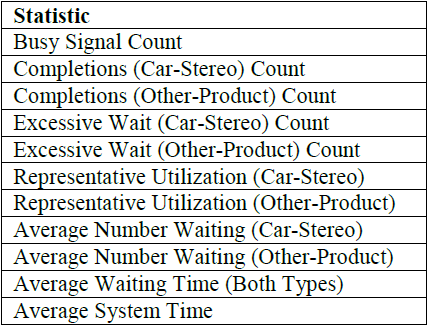 Statistic
Busy Signal Count
Completions (Car-Stereo) Count
Completions (Other-Product) Count
Excessive Wait (Car-Stereo) Count
Excessive Wait (Other-Product) Count
Representative Utilization (Car-Stereo)
Representative Utilization (Other-Product)
Average Number Waiting (Car-Stereo)
Average Number Waiting (Other-Product)
Average Waiting Time (Both Types)
Average System Time